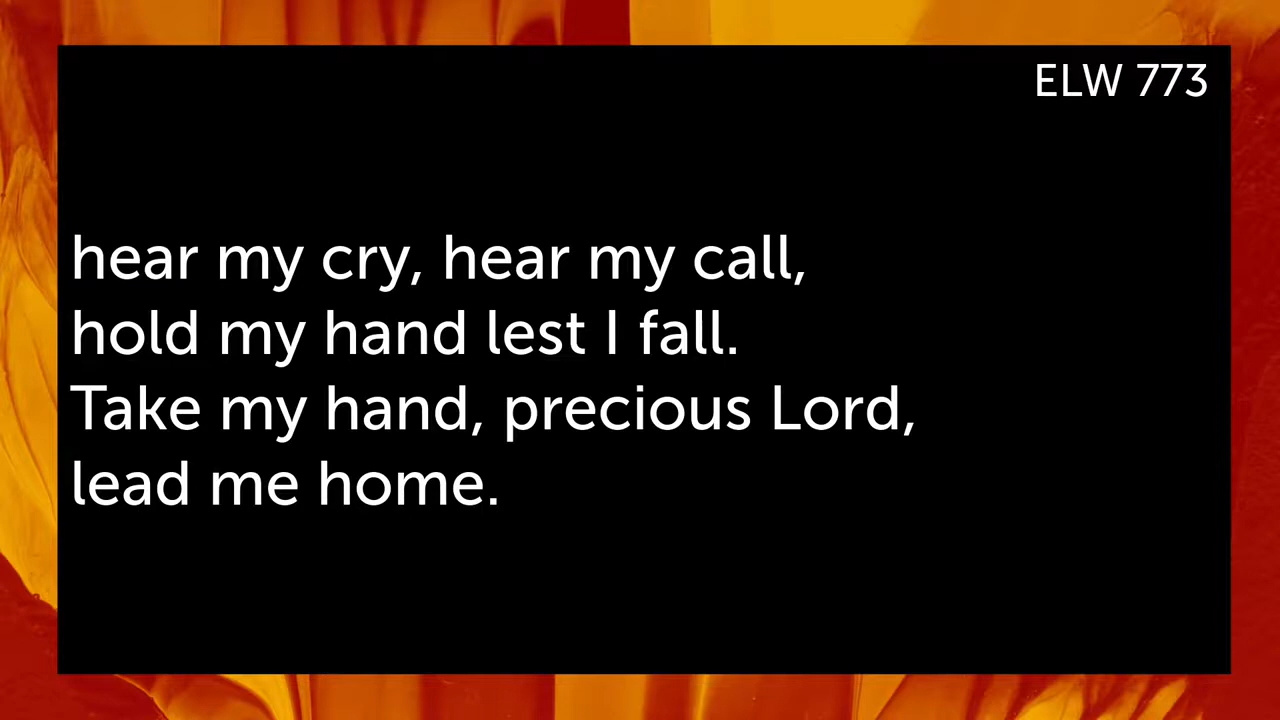 ELW 773
hear my cry, hear my call,
hold my hand lest I fall.
Take my hand, precious Lord,
lead me home.